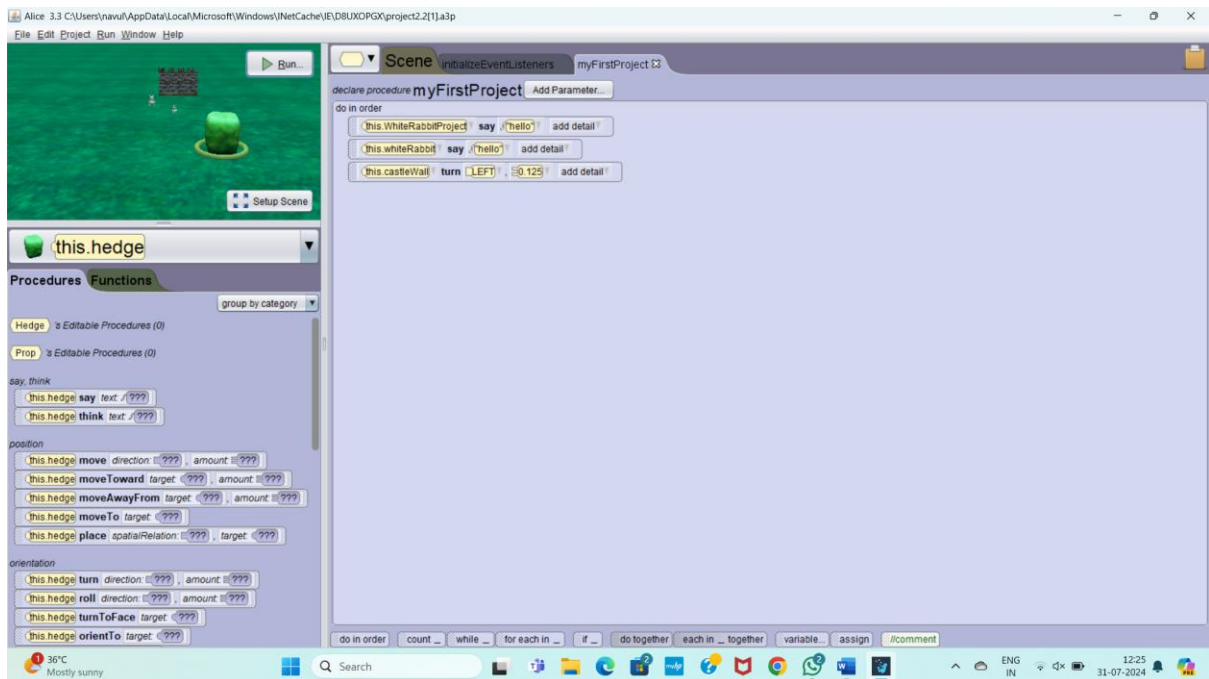 Alice 3.3 C:\Users\navul\AppData\Local\Microsoft\Windows\INetCache\IE\D8UXOPGX\project2.2[1].a3p
File Edit Project Run Window Help
Run...
Setup Scene
this.hedge
Procedures Functions
group by category
Hedge 's Editable Procedures (0)
Prop 's Editable Procedures (0)
say, think
this.hedge say text: ???
this.hedge think text: ???
position
this.hedge move direction: ??? , amount: ???
this.hedge moveToward target: ??? , amount: ???
this.hedge moveAwayFrom target: ??? , amount: ???
this.hedge moveTo target: ???
this.hedge place spatialRelation: ??? , target: ???
orientation
this.hedge turn direction: ??? , amount: ???
this.hedge roll direction: ??? , amount: ???
this.hedge turnToFace target: ???
this.hedge orientTo target: ???
Scene initializeEventListeners myFirstProject
declare procedure myFirstProject Add Parameter...
do in order
this.WhiteRabbitProject say "hello" add detail
this.whiteRabbit say "hello" add detail
this.castleWall turn LEFT , 0.125 add detail
do in order count _ while _ for each in _ if _ do together each in _ together variable... assign //comment
36°C
Mostly sunny
Search
ENG
IN
12:25
31-07-2024